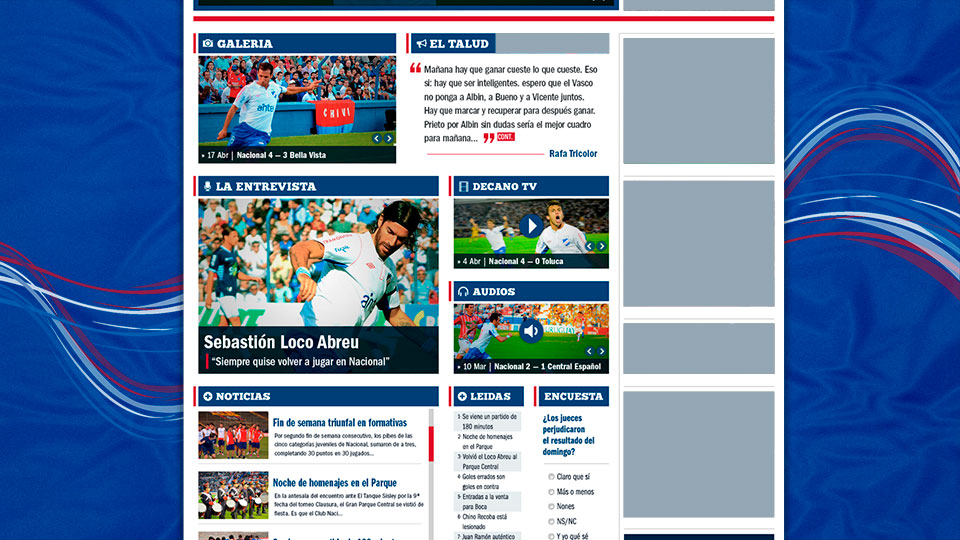 GALERIA
CHIVI
17 Abr | Nacional 4 — 3 Bella Vista
EL TALUD
Mañana hay que ganar cueste lo que cueste. Eso
si: hay que ser inteligentes. espero que el Vasco
no ponga a Albin, a Bueno y a Vicente juntos.
Hay que marcar y recuperar para después ganar.
Prieto por Albin sin dudas sería el mejor cuadro
para mañana... CONT.
Rafa Tricolor
LA ENTREVISTA
Sebastión Loco Abreu
“Siempre quise volver a jugar en Nacional”
DECANO TV
4 Abr | Nacional 4 — 0 Toluca
AUDIOS
10 Mar | Nacional 2 — 1 Central Español
NOTICIAS
Fin de semana triunfal en formativas
Por segundo fin de semana consecutivo, los pibes de las
cinco categorías juveniles de Nacional, sumaron de a tres,
completando 30 puntos en 30 jugados...
Noche de homenajes en el Parque
En la antesala del encuentro ante El Tanque Sisley por la 9ª
fecha del torneo Clausura, el Gran Parque Central se vistió de
fiesta. Es que el Club Naci...
LEIDAS
1 Se viene un partido de
180 minutos
2 Noche de homenajes
en el Parque
3 Volvió el Loco Abreu al
Parque Central
4 Goles errados son
goles en contra
5 Entradas a la venta
para Boca
6 Chino Recoba está
lesionado
7 Juan Ramón auténtico
ENCUESTA
¿Los jueces
perjudicaron
el resultado del
domingo?
Claro que sí
Más o menos
Nones
NS/NC
Y yo qué sé